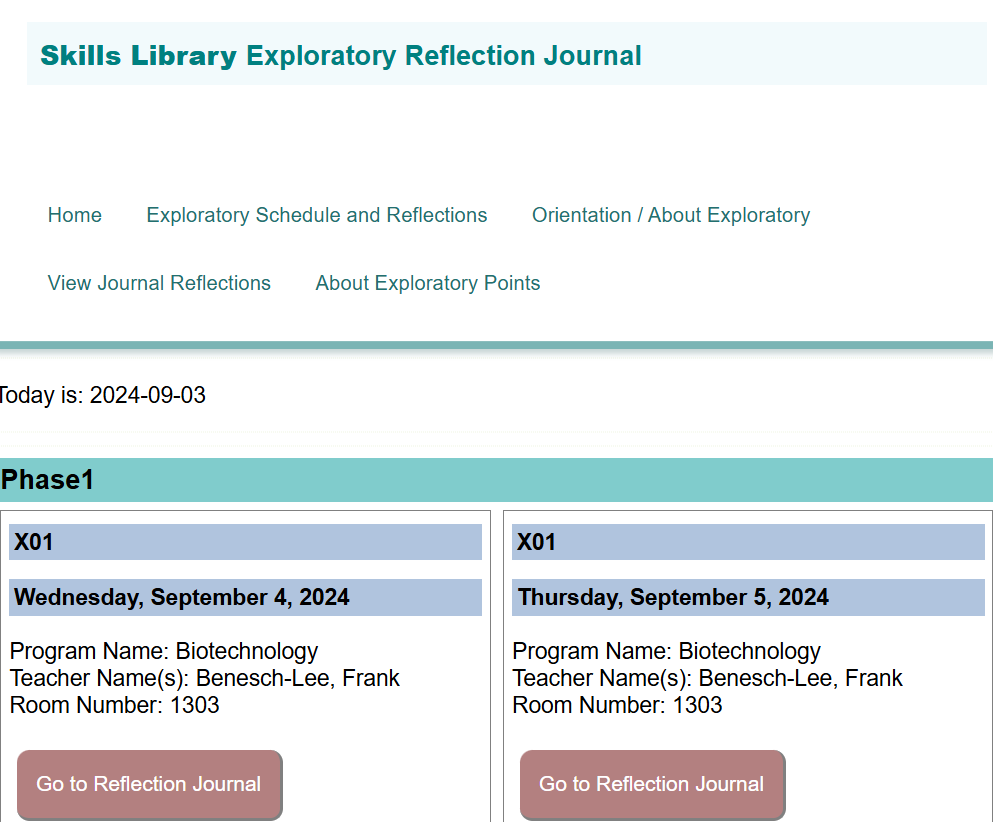 Skills Library Exploratory Reflection Journal
Home Exploratory Schedule and Reflections Orientation / About Exploratory
View Journal Reflections About Exploratory Points
Today is: 2024-09-03
Phase1
X01
Wednesday, September 4, 2024
Program Name: Biotechnology
Teacher Name(s): Benesch-Lee, Frank
Room Number: 1303
Go to Reflection Journal
X01
Thursday, September 5, 2024
Program Name: Biotechnology
Teacher Name(s): Benesch-Lee, Frank
Room Number: 1303
Go to Reflection Journal